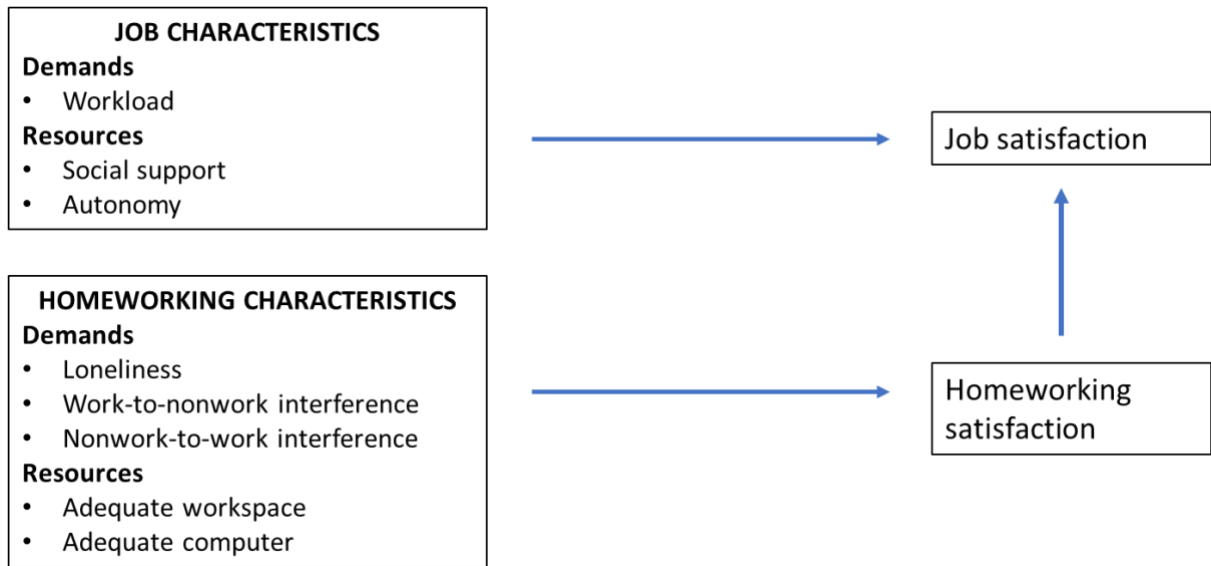 JOB CHARACTERISTICS
Demands
• Workload
Resources
• Social support
• Autonomy
Job satisfaction
HOMEWORKING CHARACTERISTICS
Demands
• Loneliness
• Work-to-nonwork interference
• Nonwork-to-work interference
Resources
• Adequate workspace
• Adequate computer
Homeworking
satisfaction